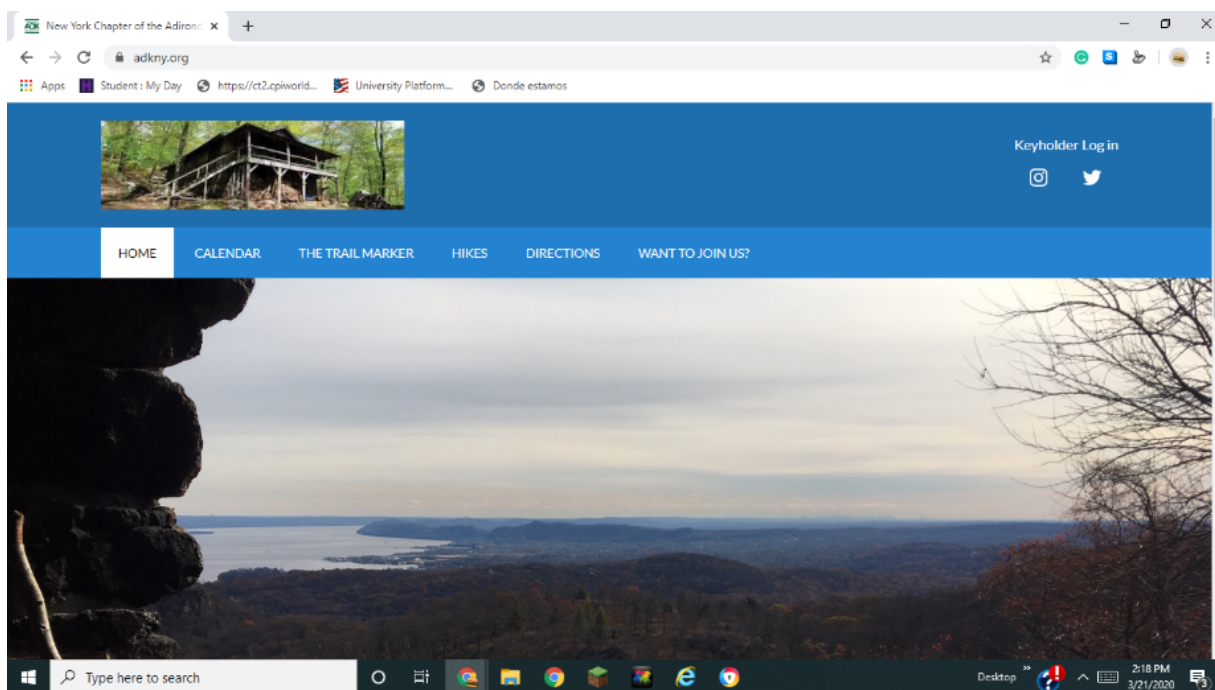 ADK New York Chapter of the Adirond
adkny.org
Apps Student : My Day https://ct2.cpiworld... University Platform... Donde estamos
Keyholder Log in
HOME CALENDAR THE TRAIL MARKER HIKES DIRECTIONS WANT TO JOIN US?
Type here to search
Desktop
2:18 PM
3/21/2020
3